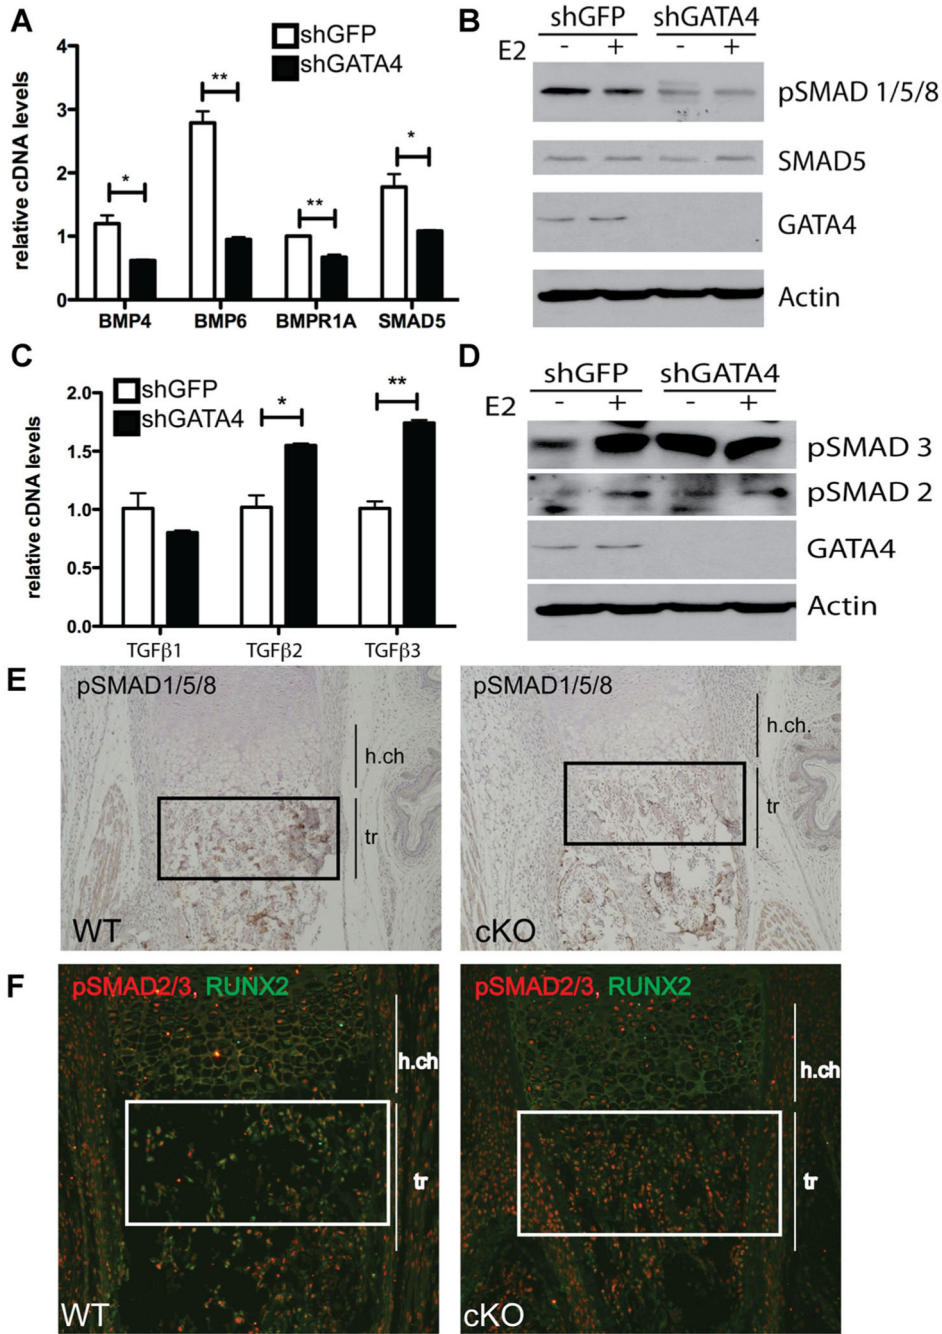 A
shGFP
shGATA4
relative cDNA levels
4
3
2
1
0
*
**
**
*
BMP4 BMP6 BMPR1A SMAD5
B
shGFP shGATA4
E2 - + - +
pSMAD 1/5/8
SMAD5
GATA4
Actin
C
shGFP
shGATA4
relative cDNA levels
2.0
1.5
1.0
0.5
0.0
*
**
TGFβ1 TGFβ2 TGFβ3
D
shGFP shGATA4
E2 - + - +
pSMAD 3
pSMAD 2
GATA4
Actin
E
pSMAD1/5/8
h.ch
tr
WT
pSMAD1/5/8
h.ch.
tr
cKO
F
pSMAD2/3, RUNX2
h.ch
tr
WT
pSMAD2/3, RUNX2
h.ch
tr
cKO